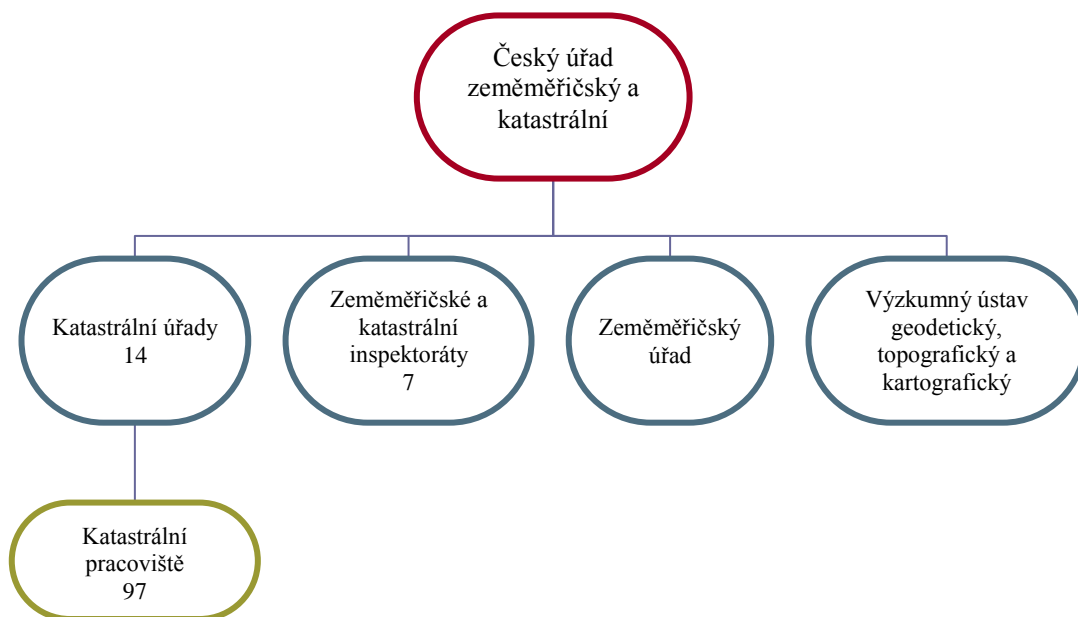 Český úřad
zeměměřičský a
katastrální
Katastrální úřady
14
Zeměměřičské a
katastrální
inspektoráty
7
Zeměměřičský
úřad
Výzkumný ústav
geodetický,
topografický a
kartografický
Katastrální
pracoviště
97